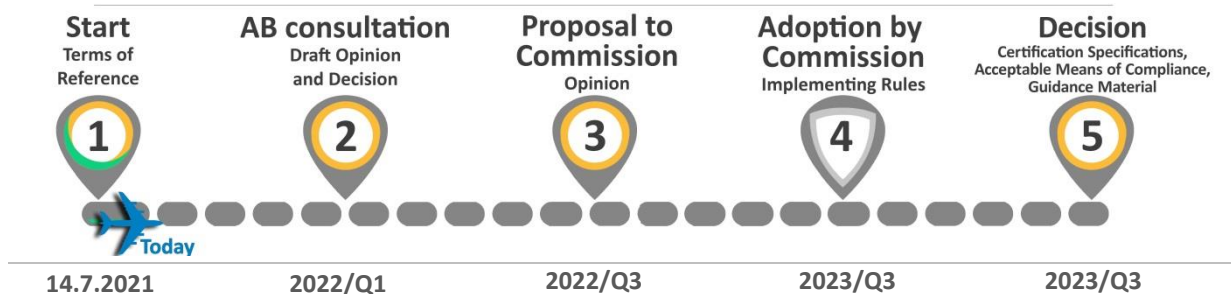 Start
Terms of
Reference
AB consultation
Draft Opinion
and Decision
Proposal to
Commission
Opinion
Adoption by
Commission
Implementing Rules
Decision
Certification Specifications,
Acceptable Means of Compliance,
Guidance Material
1
2
3
4
5
Today
14.7.2021
2022/Q1
2022/Q3
2023/Q3
2023/Q3